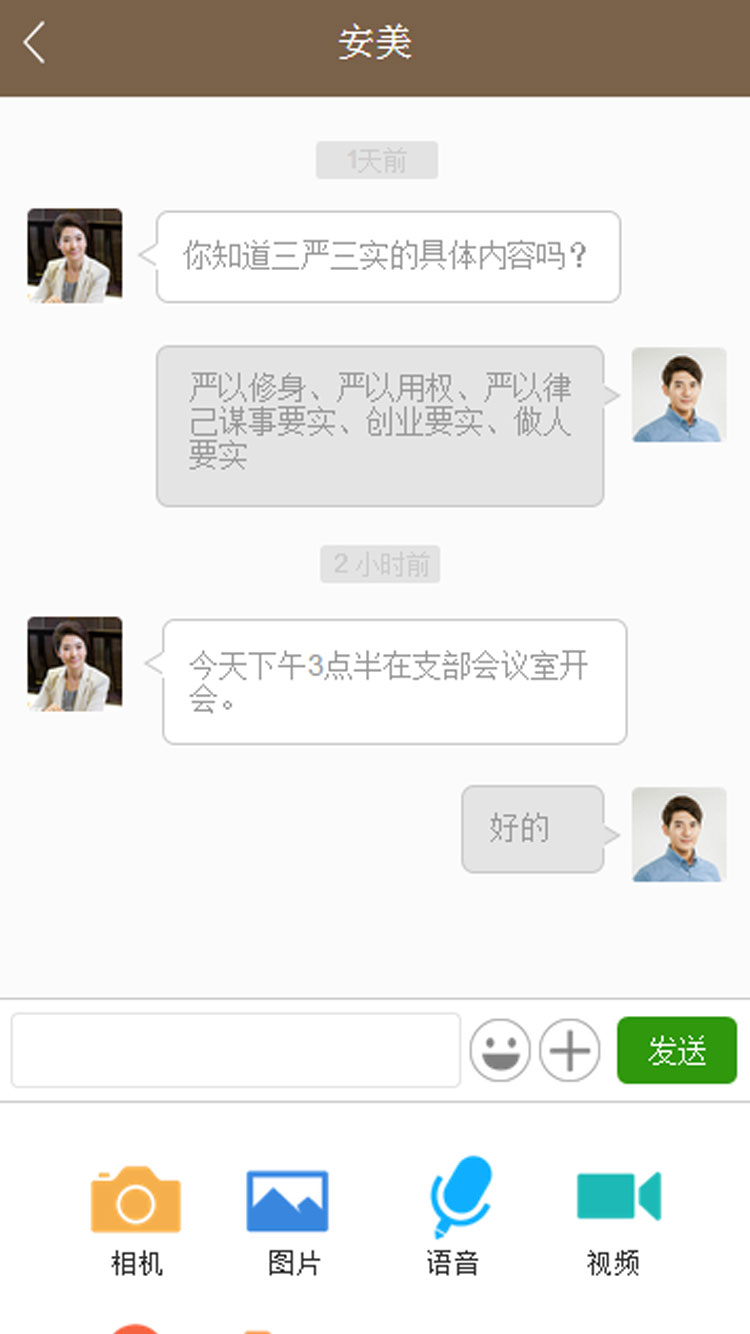 安美
1天前
你知道三严三实的具体内容吗？
严以修身、严以用权、严以律
己谋事要实、创业要实、做人
要实
2 小时前
今天下午3点半在支部会议室开
会。
好的
发送
相机
图片
语音
视频